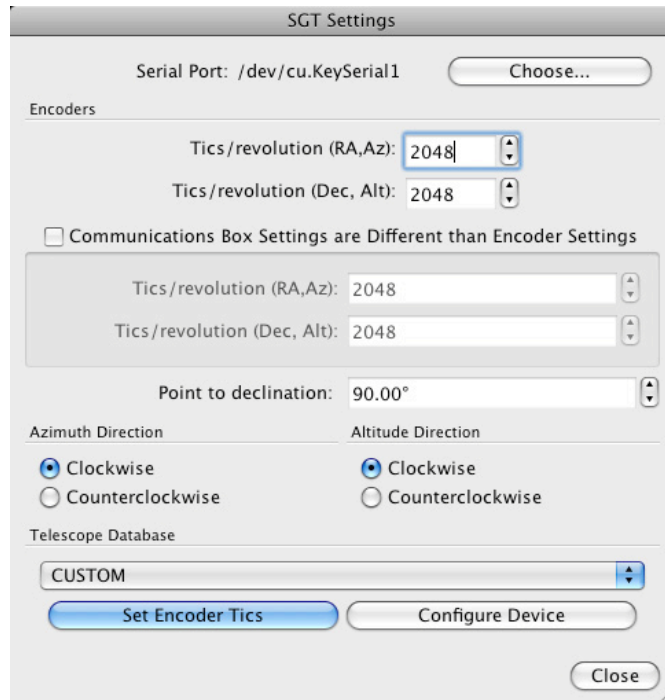 SGT Settings
Serial Port: /dev/cu.KeySerial1 Choose...
Encoders
Tics/revolution (RA,Az): 2048
Tics/revolution (Dec, Alt): 2048
Communications Box Settings are Different than Encoder Settings
Tics/revolution (RA,Az): 2048
Tics/revolution (Dec, Alt): 2048
Point to declination: 90.00°
Azimuth Direction Altitude Direction
Clockwise Clockwise
Counterclockwise Counterclockwise
Telescope Database
CUSTOM
Set Encoder Tics Configure Device
Close